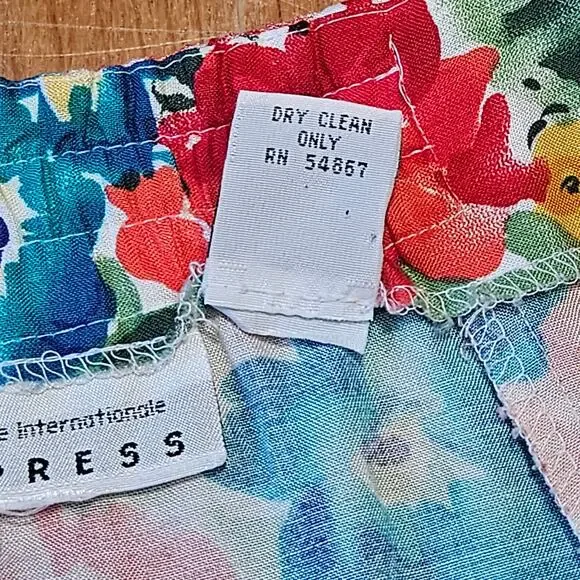 DRY CLEAN
ONLY
RN 54867
e Internationale
PRESS